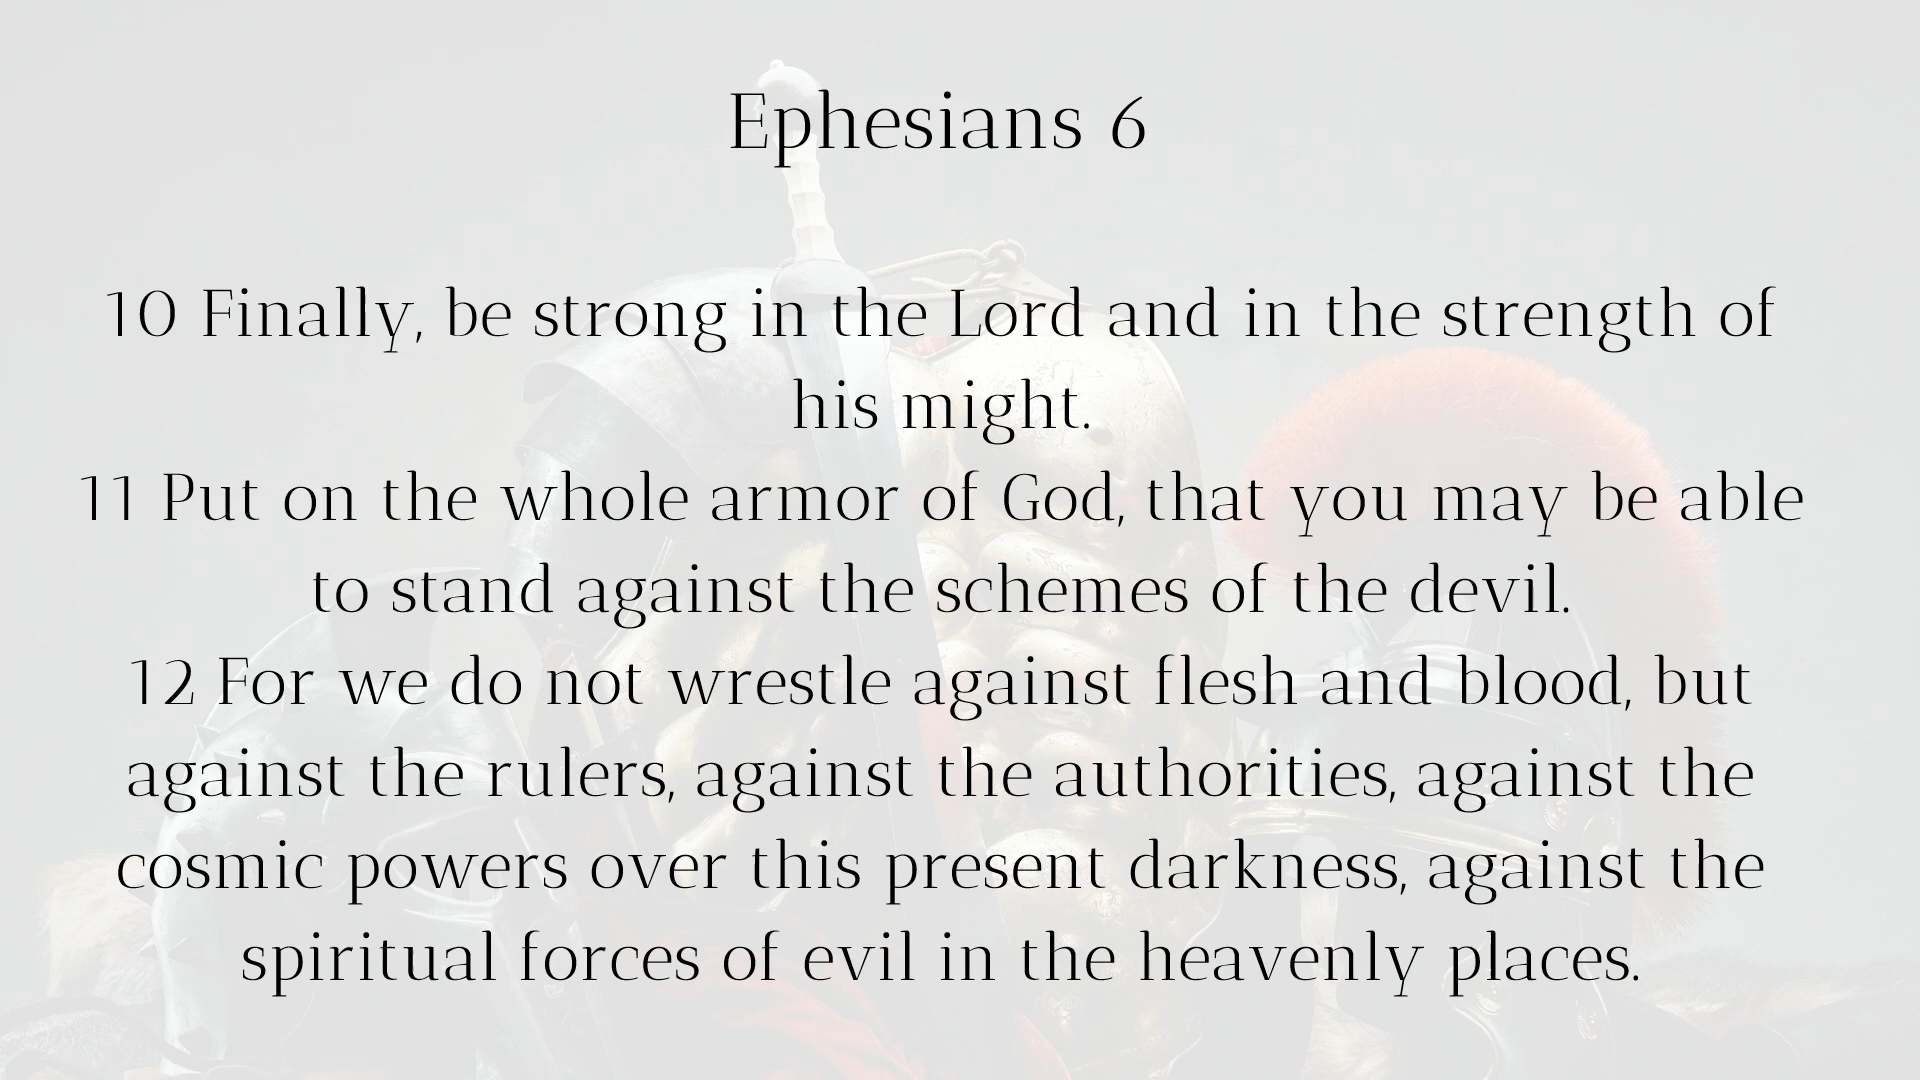 Ephesians 6
10 Finally, be strong in the Lord and in the strength of
his might.
11 Put on the whole armor of God, that you may be able
to stand against the schemes of the devil.
12 For we do not wrestle against flesh and blood, but
against the rulers, against the authorities, against the
cosmic powers over this present darkness, against the
spiritual forces of evil in the heavenly places.